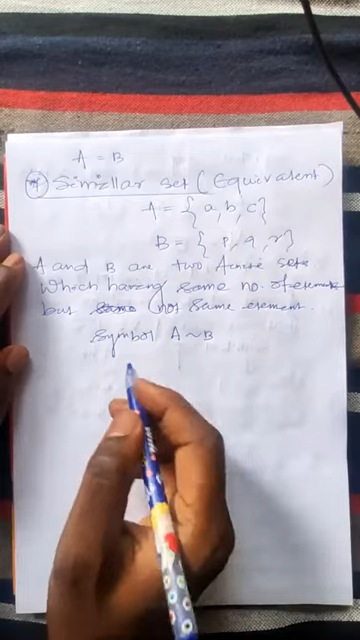 A = B
* Simillar set ( Equivalent )
A = { a, b, c }
B = { p, q, r }
A and B are two finite sets
which having same no. of elements
but not same element.
symbol A ~ B